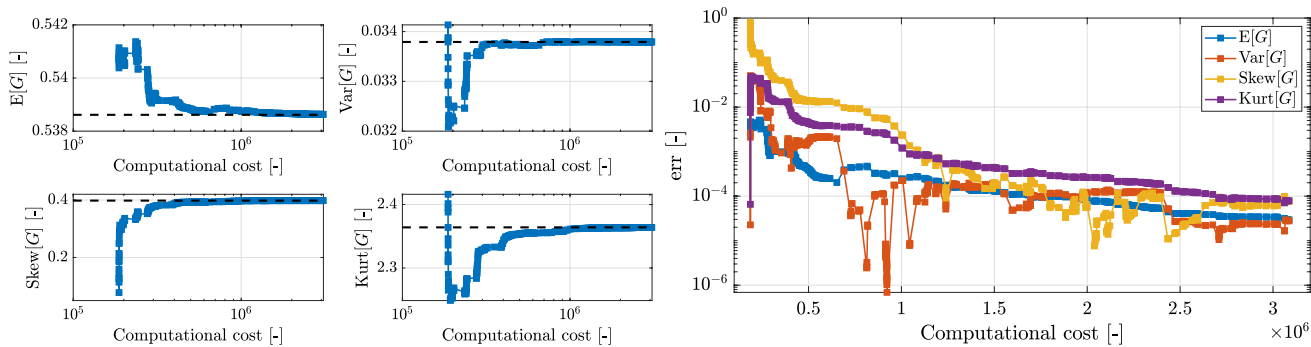 E[G] [-]
0.542
0.54
0.538
10^5
10^6
Computational cost [-]
Var[G] [-]
0.034
0.033
0.032
10^5
10^6
Computational cost [-]
Skew[G] [-]
0.4
0.2
10^5
10^6
Computational cost [-]
Kurt[G] [-]
2.4
2.3
10^5
10^6
Computational cost [-]
err [-]
10^0
10^-2
10^-4
10^-6
E[G]
Var[G]
Skew[G]
Kurt[G]
0.5
1
1.5
2
2.5
3
Computational cost [-]
×10^6